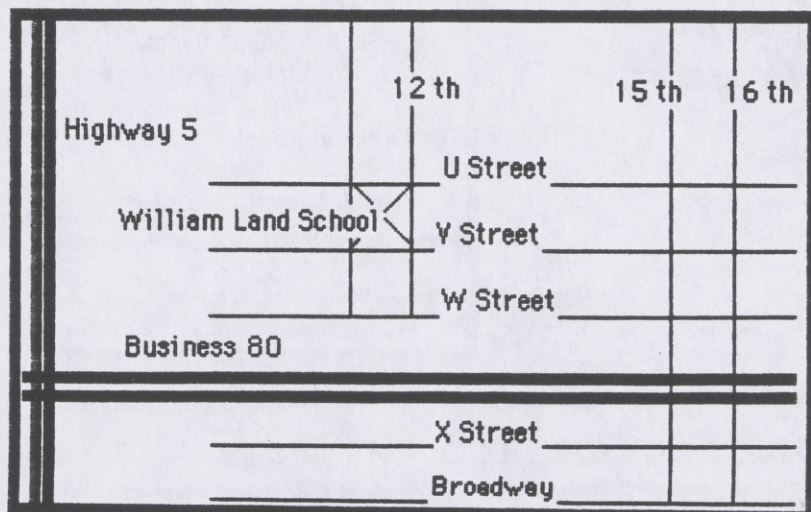 12 th
15 th 16 th
Highway 5
U Street
William Land School
V Street
W Street
Business 80
X Street
Broadway